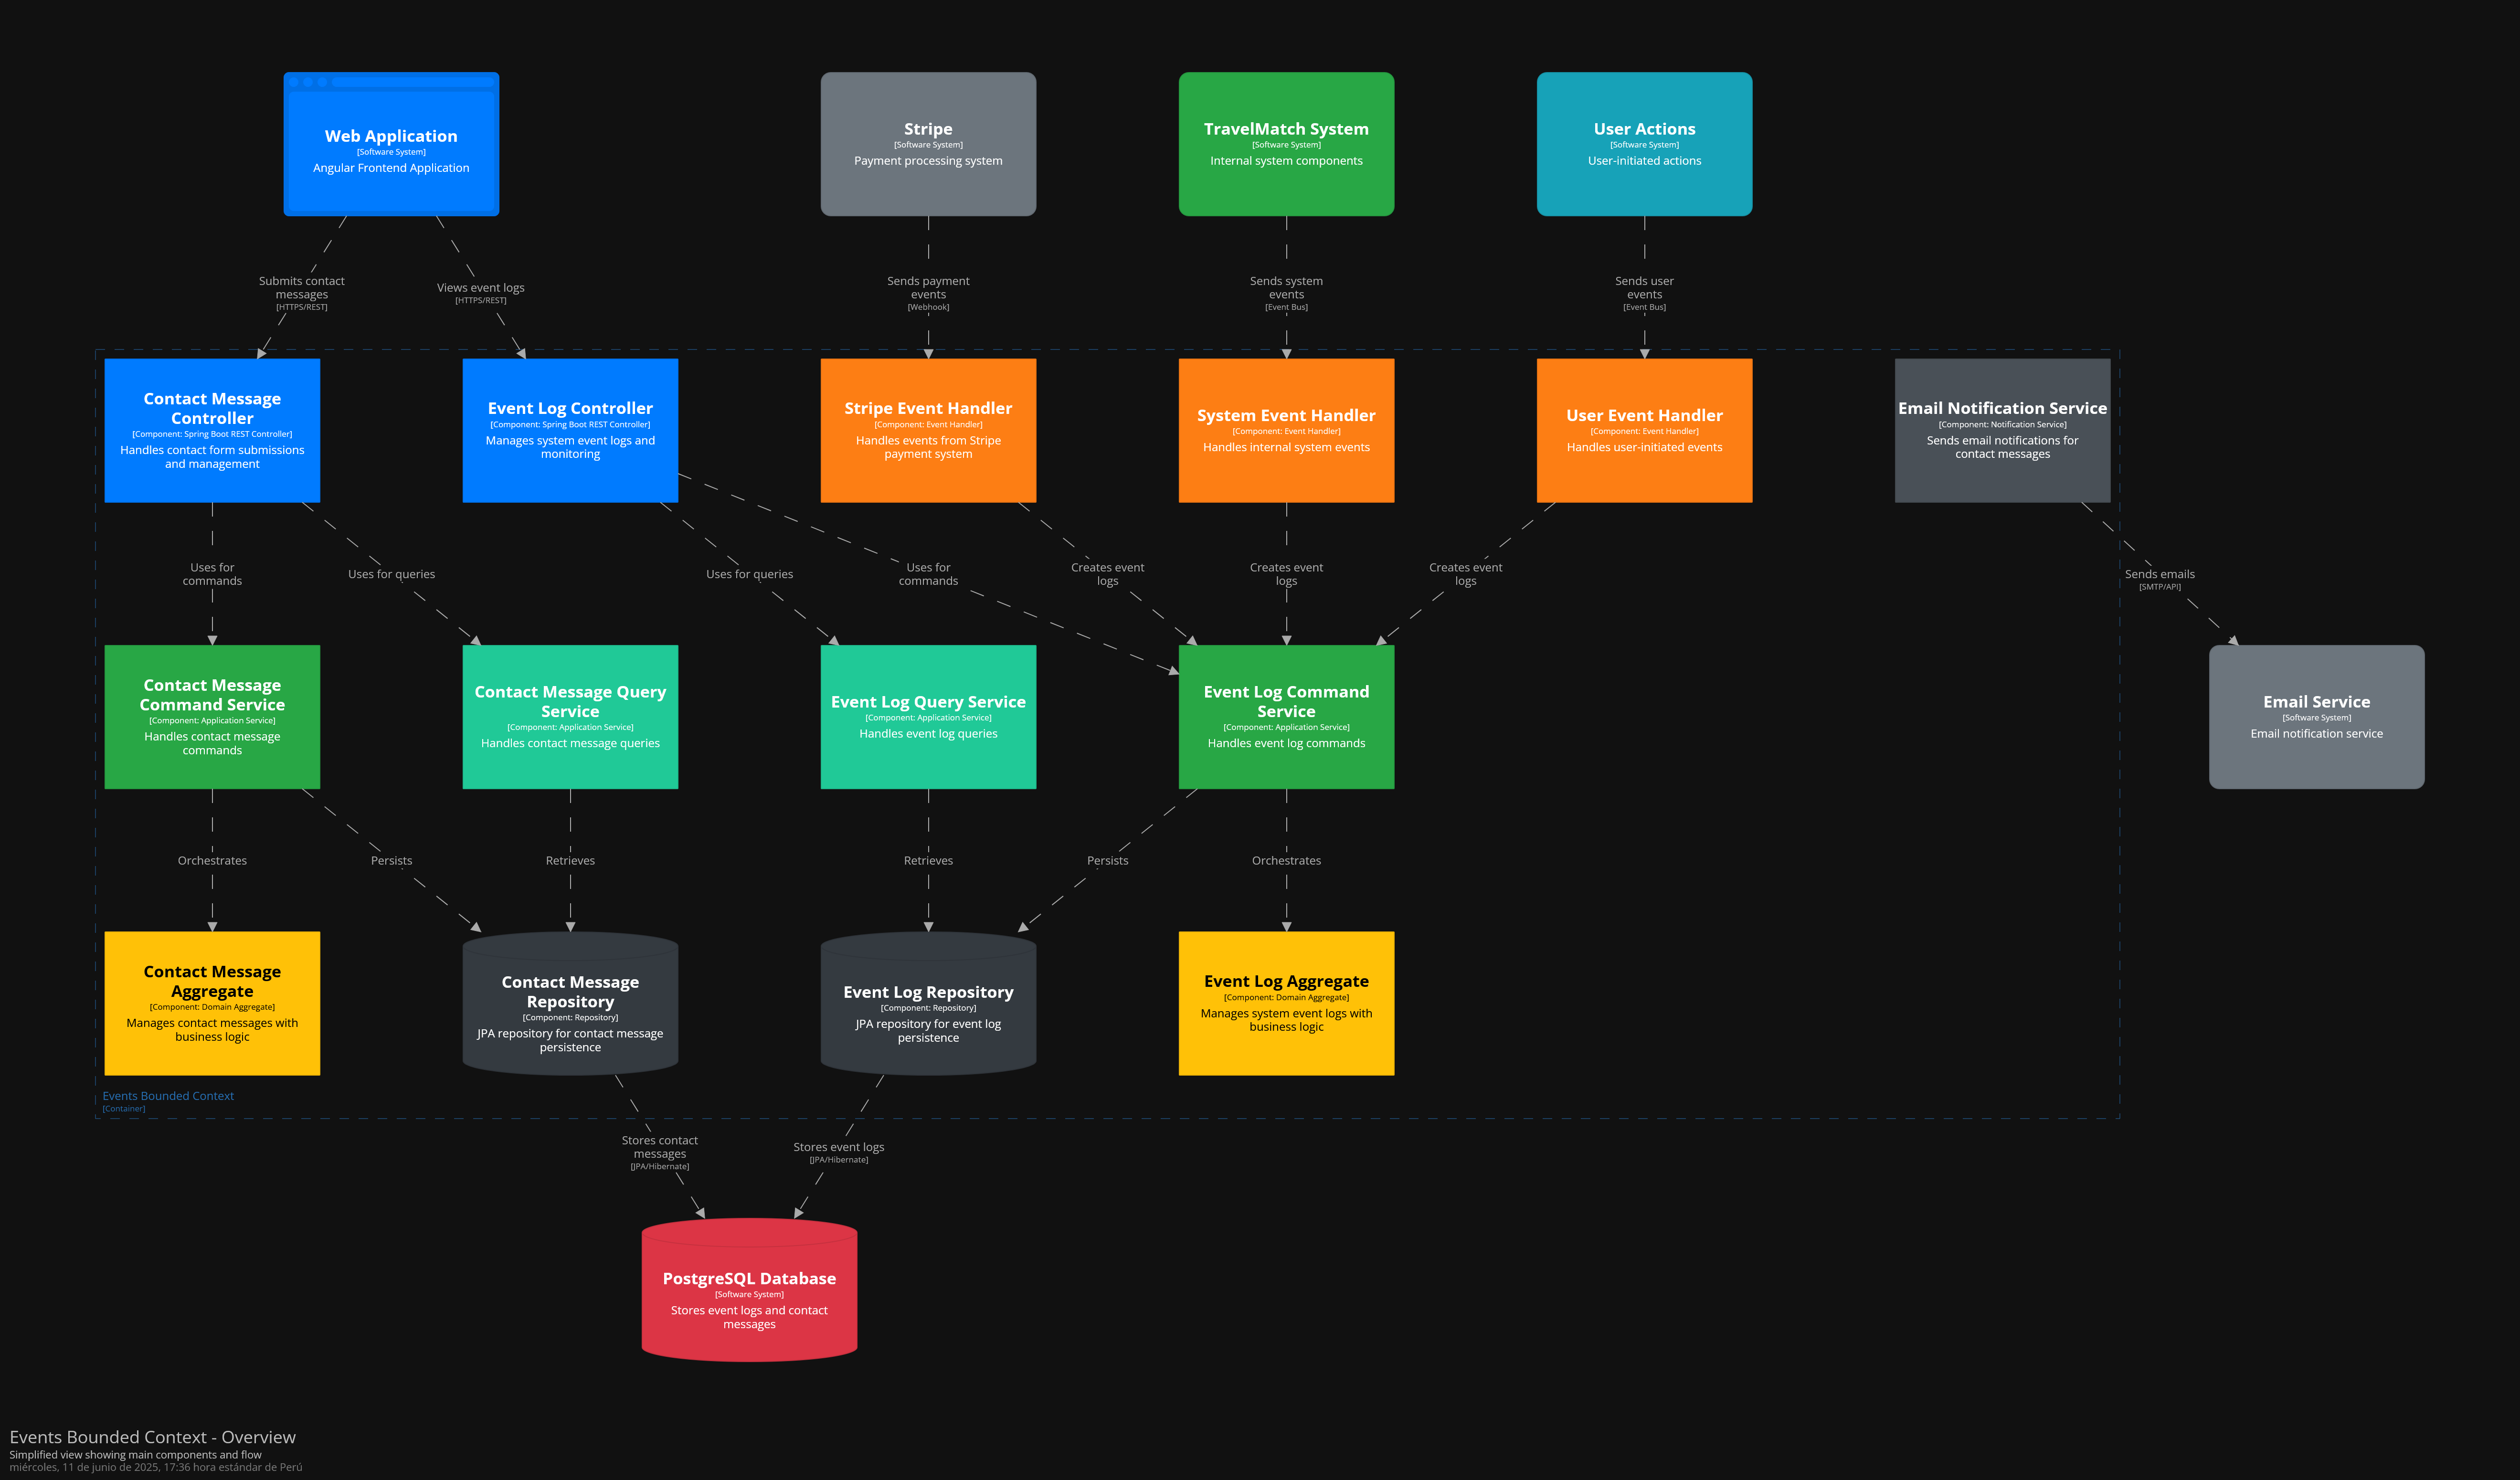 Web Application
[Software System]
Angular Frontend Application
Stripe
[Software System]
Payment processing system
TravelMatch System
[Software System]
Internal system components
User Actions
[Software System]
User-initiated actions
Submits contact
messages
[HTTPS/REST]
Views event logs
[HTTPS/REST]
Sends payment
events
[Webhook]
Sends system
events
[Event Bus]
Sends user
events
[Event Bus]
Contact Message
Controller
[Component: Spring Boot REST Controller]
Handles contact form submissions
and management
Event Log Controller
[Component: Spring Boot REST Controller]
Manages system event logs and
monitoring
Stripe Event Handler
[Component: Event Handler]
Handles events from Stripe
payment system
System Event Handler
[Component: Event Handler]
Handles internal system events
User Event Handler
[Component: Event Handler]
Handles user-initiated events
Email Notification Service
[Component: Notification Service]
Sends email notifications for
contact messages
Uses for
commands
Uses for queries
Uses for queries
Uses for
commands
Creates event
logs
Creates event
logs
Creates event
logs
Sends emails
[SMTP/API]
Contact Message
Command Service
[Component: Application Service]
Handles contact message
commands
Contact Message Query
Service
[Component: Application Service]
Handles contact message queries
Event Log Query Service
[Component: Application Service]
Handles event log queries
Event Log Command
Service
[Component: Application Service]
Handles event log commands
Email Service
[Software System]
Email notification service
Orchestrates
Persists
Retrieves
Retrieves
Persists
Orchestrates
Contact Message
Aggregate
[Component: Domain Aggregate]
Manages contact messages with
business logic
Contact Message
Repository
[Component: Repository]
JPA repository for contact message
persistence
Event Log Repository
[Component: Repository]
JPA repository for event log
persistence
Event Log Aggregate
[Component: Domain Aggregate]
Manages system event logs with
business logic
Events Bounded Context
[Container]
Stores contact
messages
[JPA/Hibernate]
Stores event logs
[JPA/Hibernate]
PostgreSQL Database
[Software System]
Stores event logs and contact
messages
Events Bounded Context - Overview
Simplified view showing main components and flow
miércoles, 11 de junio de 2025, 17:36 hora estándar de Perú